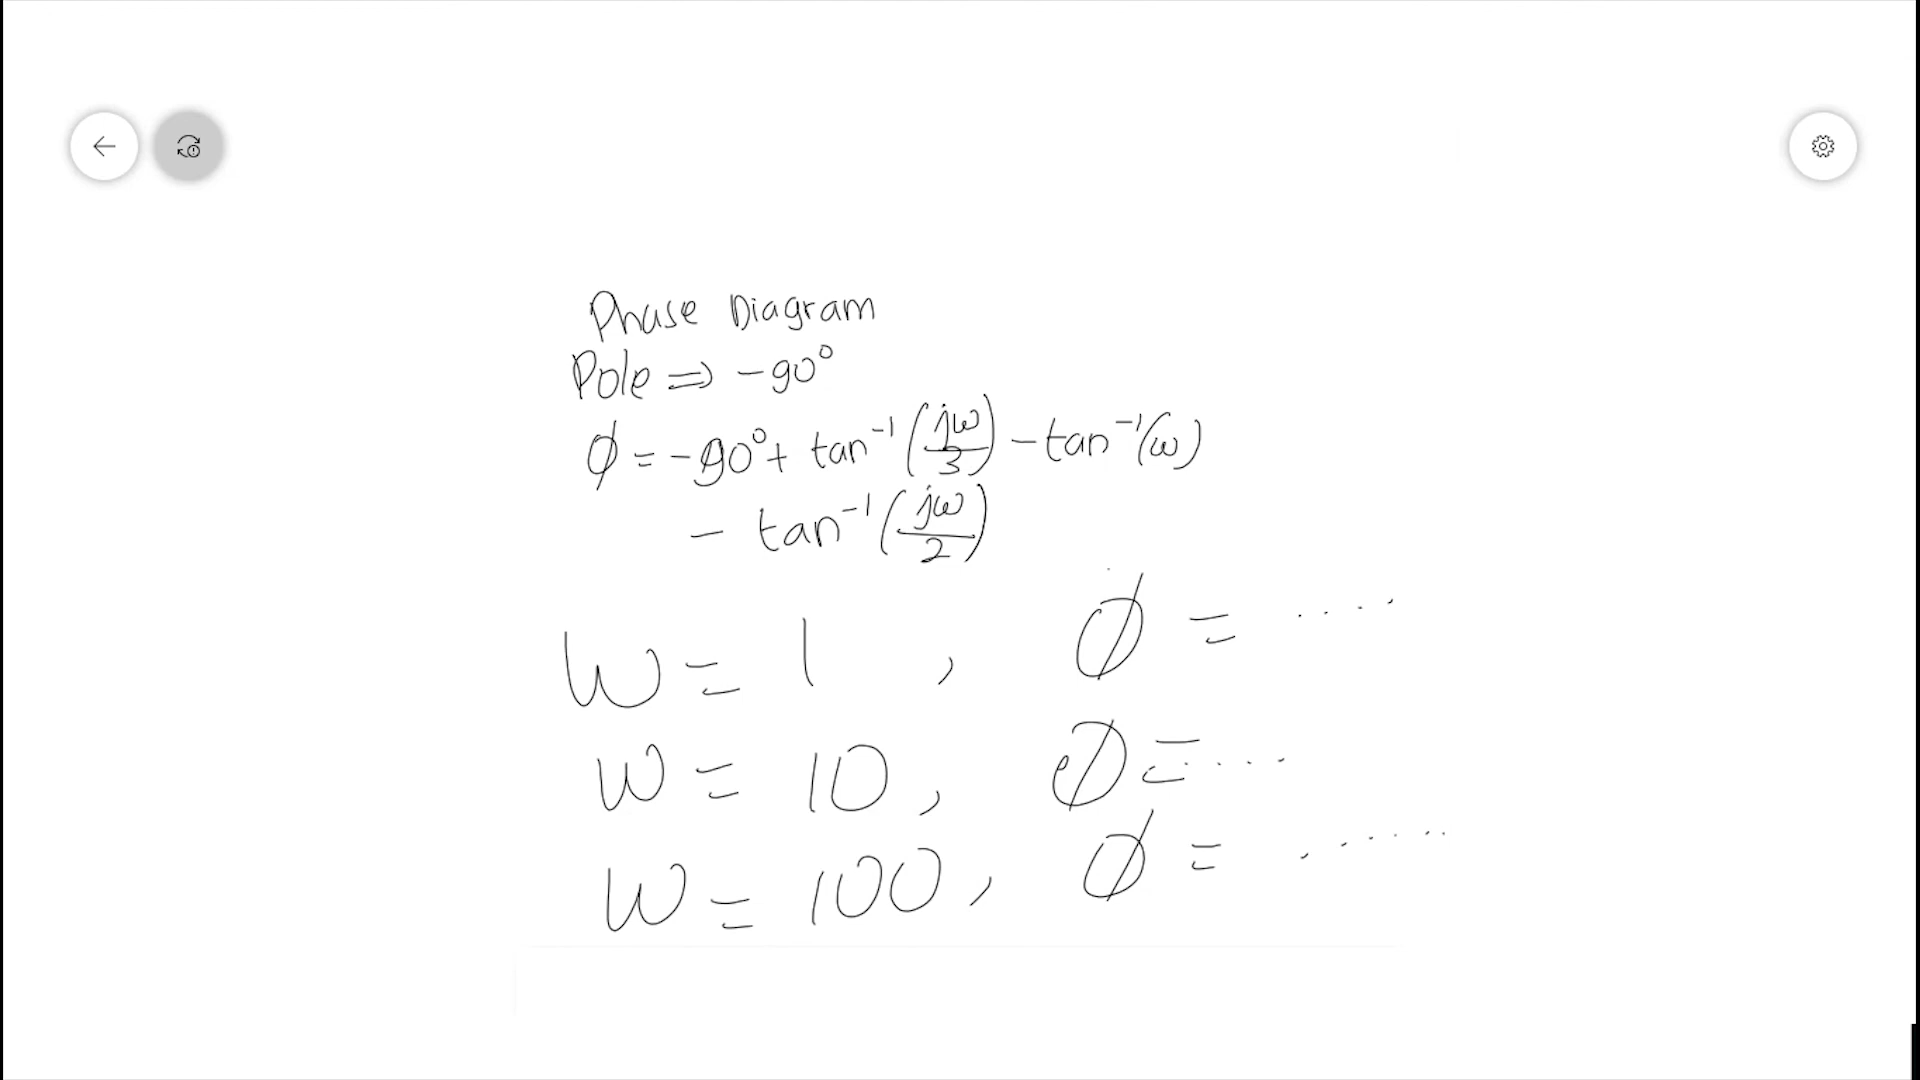 Phase Diagram
Pole ⇒ -90°
φ = -90° + tan⁻¹(jω/3) - tan⁻¹(ω)
- tan⁻¹(jω/2)
W = 1 , φ = ....
W = 10 , φ = ....
W = 100 , φ = ......